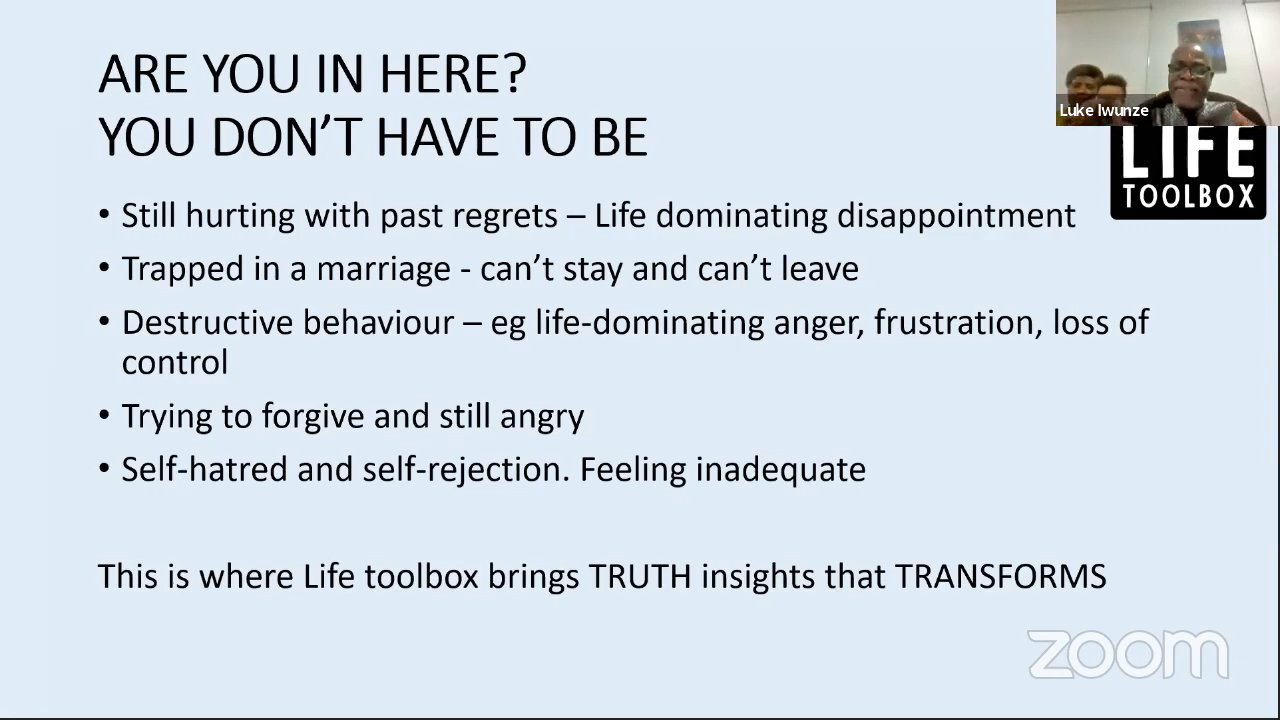 ARE YOU IN HERE?
YOU DON’T HAVE TO BE
Luke Iwunze
LIFE
TOOLBOX
• Still hurting with past regrets – Life dominating disappointment
• Trapped in a marriage - can’t stay and can’t leave
• Destructive behaviour – eg life-dominating anger, frustration, loss of
control
• Trying to forgive and still angry
• Self-hatred and self-rejection. Feeling inadequate
This is where Life toolbox brings TRUTH insights that TRANSFORMS
zoom